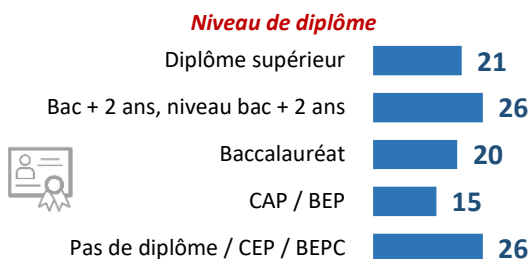 Niveau de diplôme
Diplôme supérieur 21
Bac + 2 ans, niveau bac + 2 ans 26
Baccalauréat 20
CAP / BEP 15
Pas de diplôme / CEP / BEPC 26